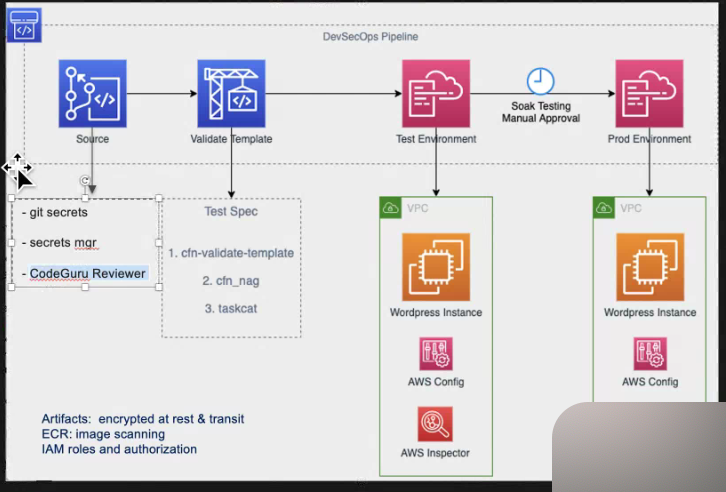 DevSecOps Pipeline
Soak Testing
Manual Approval
Source
Validate Template
Test Environment
Prod Environment
- git secrets
- secrets mgr
- CodeGuru Reviewer
Test Spec
1. cfn-validate-template
2. cfn_nag
3. taskcat
VPC
Wordpress Instance
AWS Config
AWS Inspector
VPC
Wordpress Instance
AWS Config
Artifacts: encrypted at rest & transit
ECR: image scanning
IAM roles and authorization